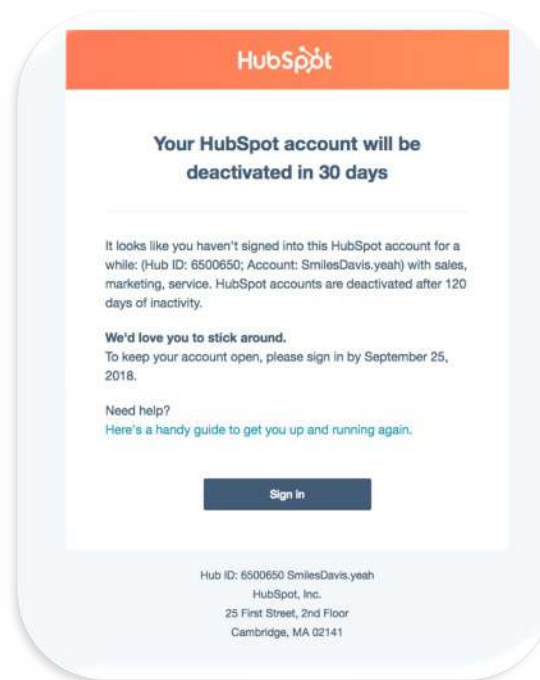 HubSpot
Your HubSpot account will be
deactivated in 30 days
It looks like you haven't signed into this HubSpot account for a
while: (Hub ID: 6500650; Account: SmilesDavis.yeah) with sales,
marketing, service. HubSpot accounts are deactivated after 120
days of inactivity.
We'd love you to stick around.
To keep your account open, please sign in by September 25,
2018.
Need help?
Here's a handy guide to get you up and running again.
Sign in
Hub ID: 6500650 SmilesDavis.yeah
HubSpot, Inc.
25 First Street, 2nd Floor
Cambridge, MA 02141